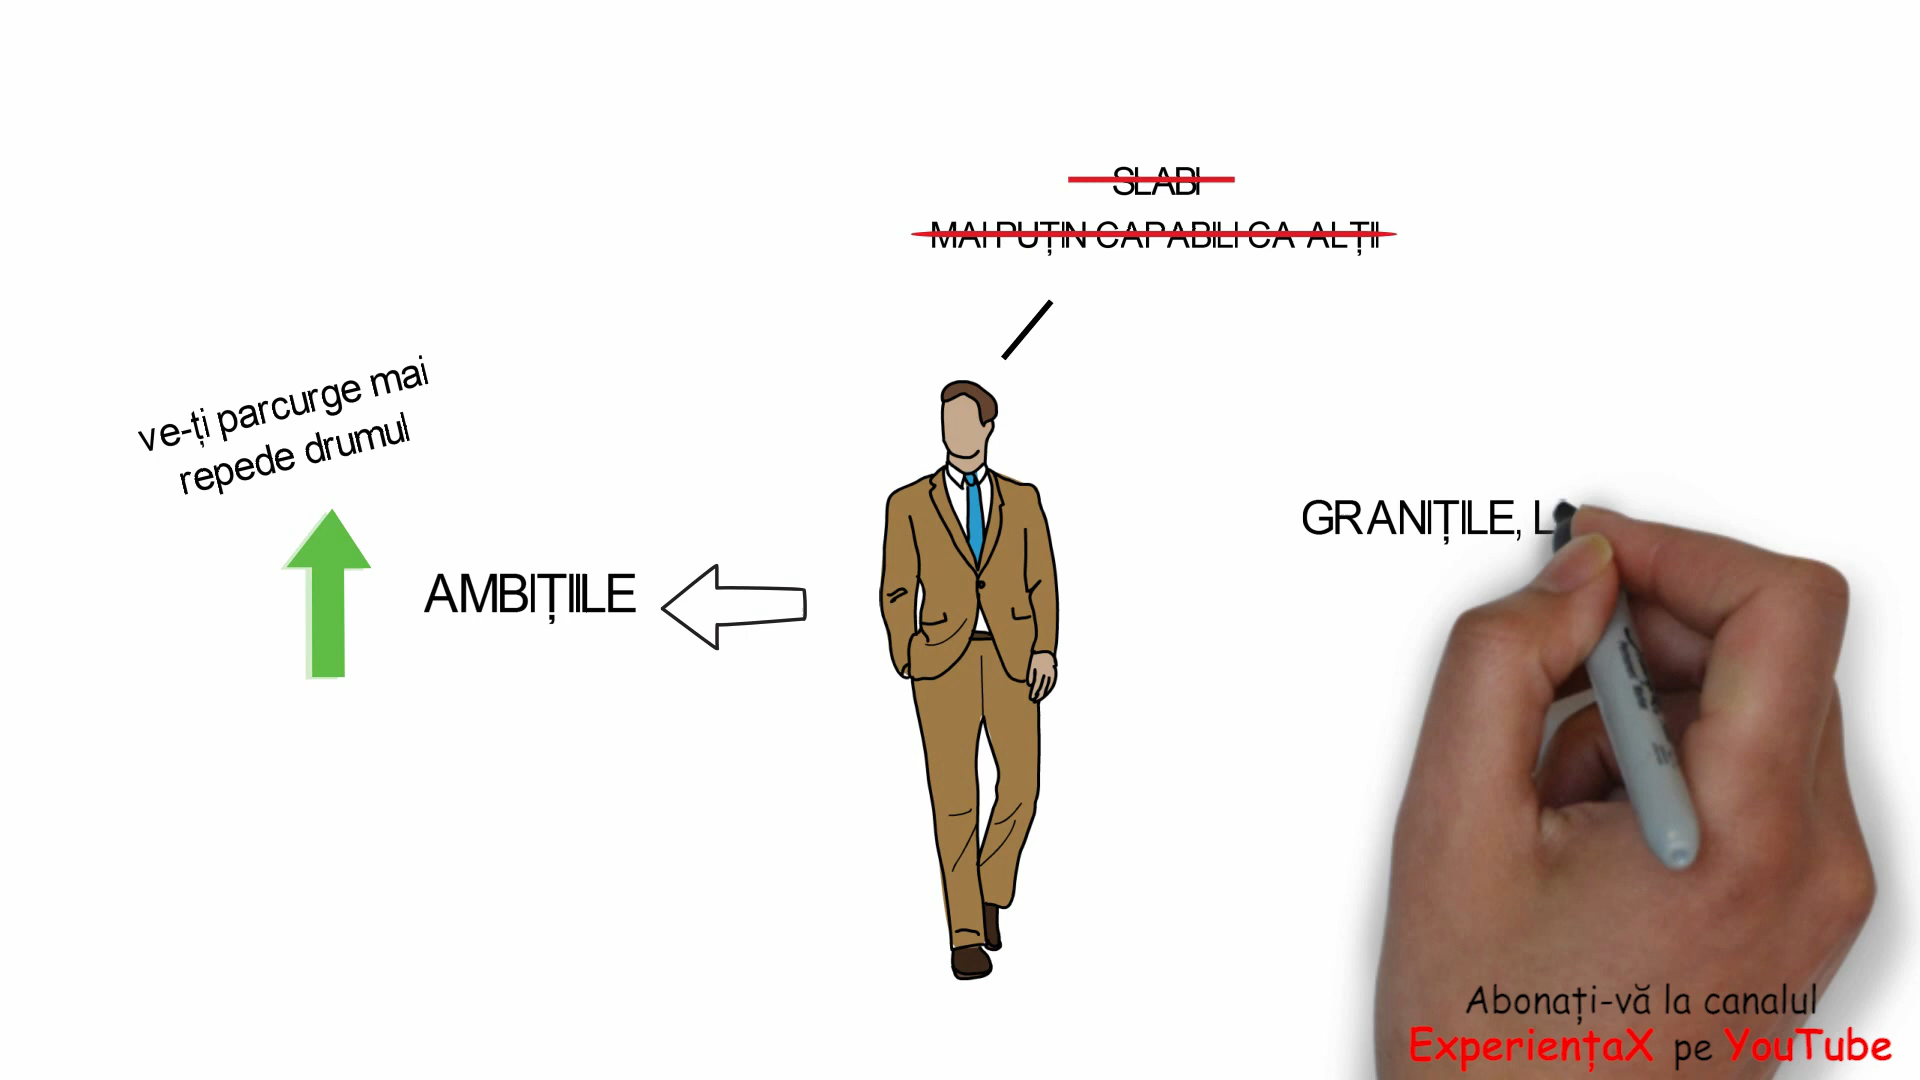 SLABI
MAI PUȚIN CAPABILI CA ALȚII
ve-ți parcurge mai
repede drumul
AMBIȚIILE
GRANIȚILE, L
Abonați-vă la canalul
ExperiențaX pe YouTube